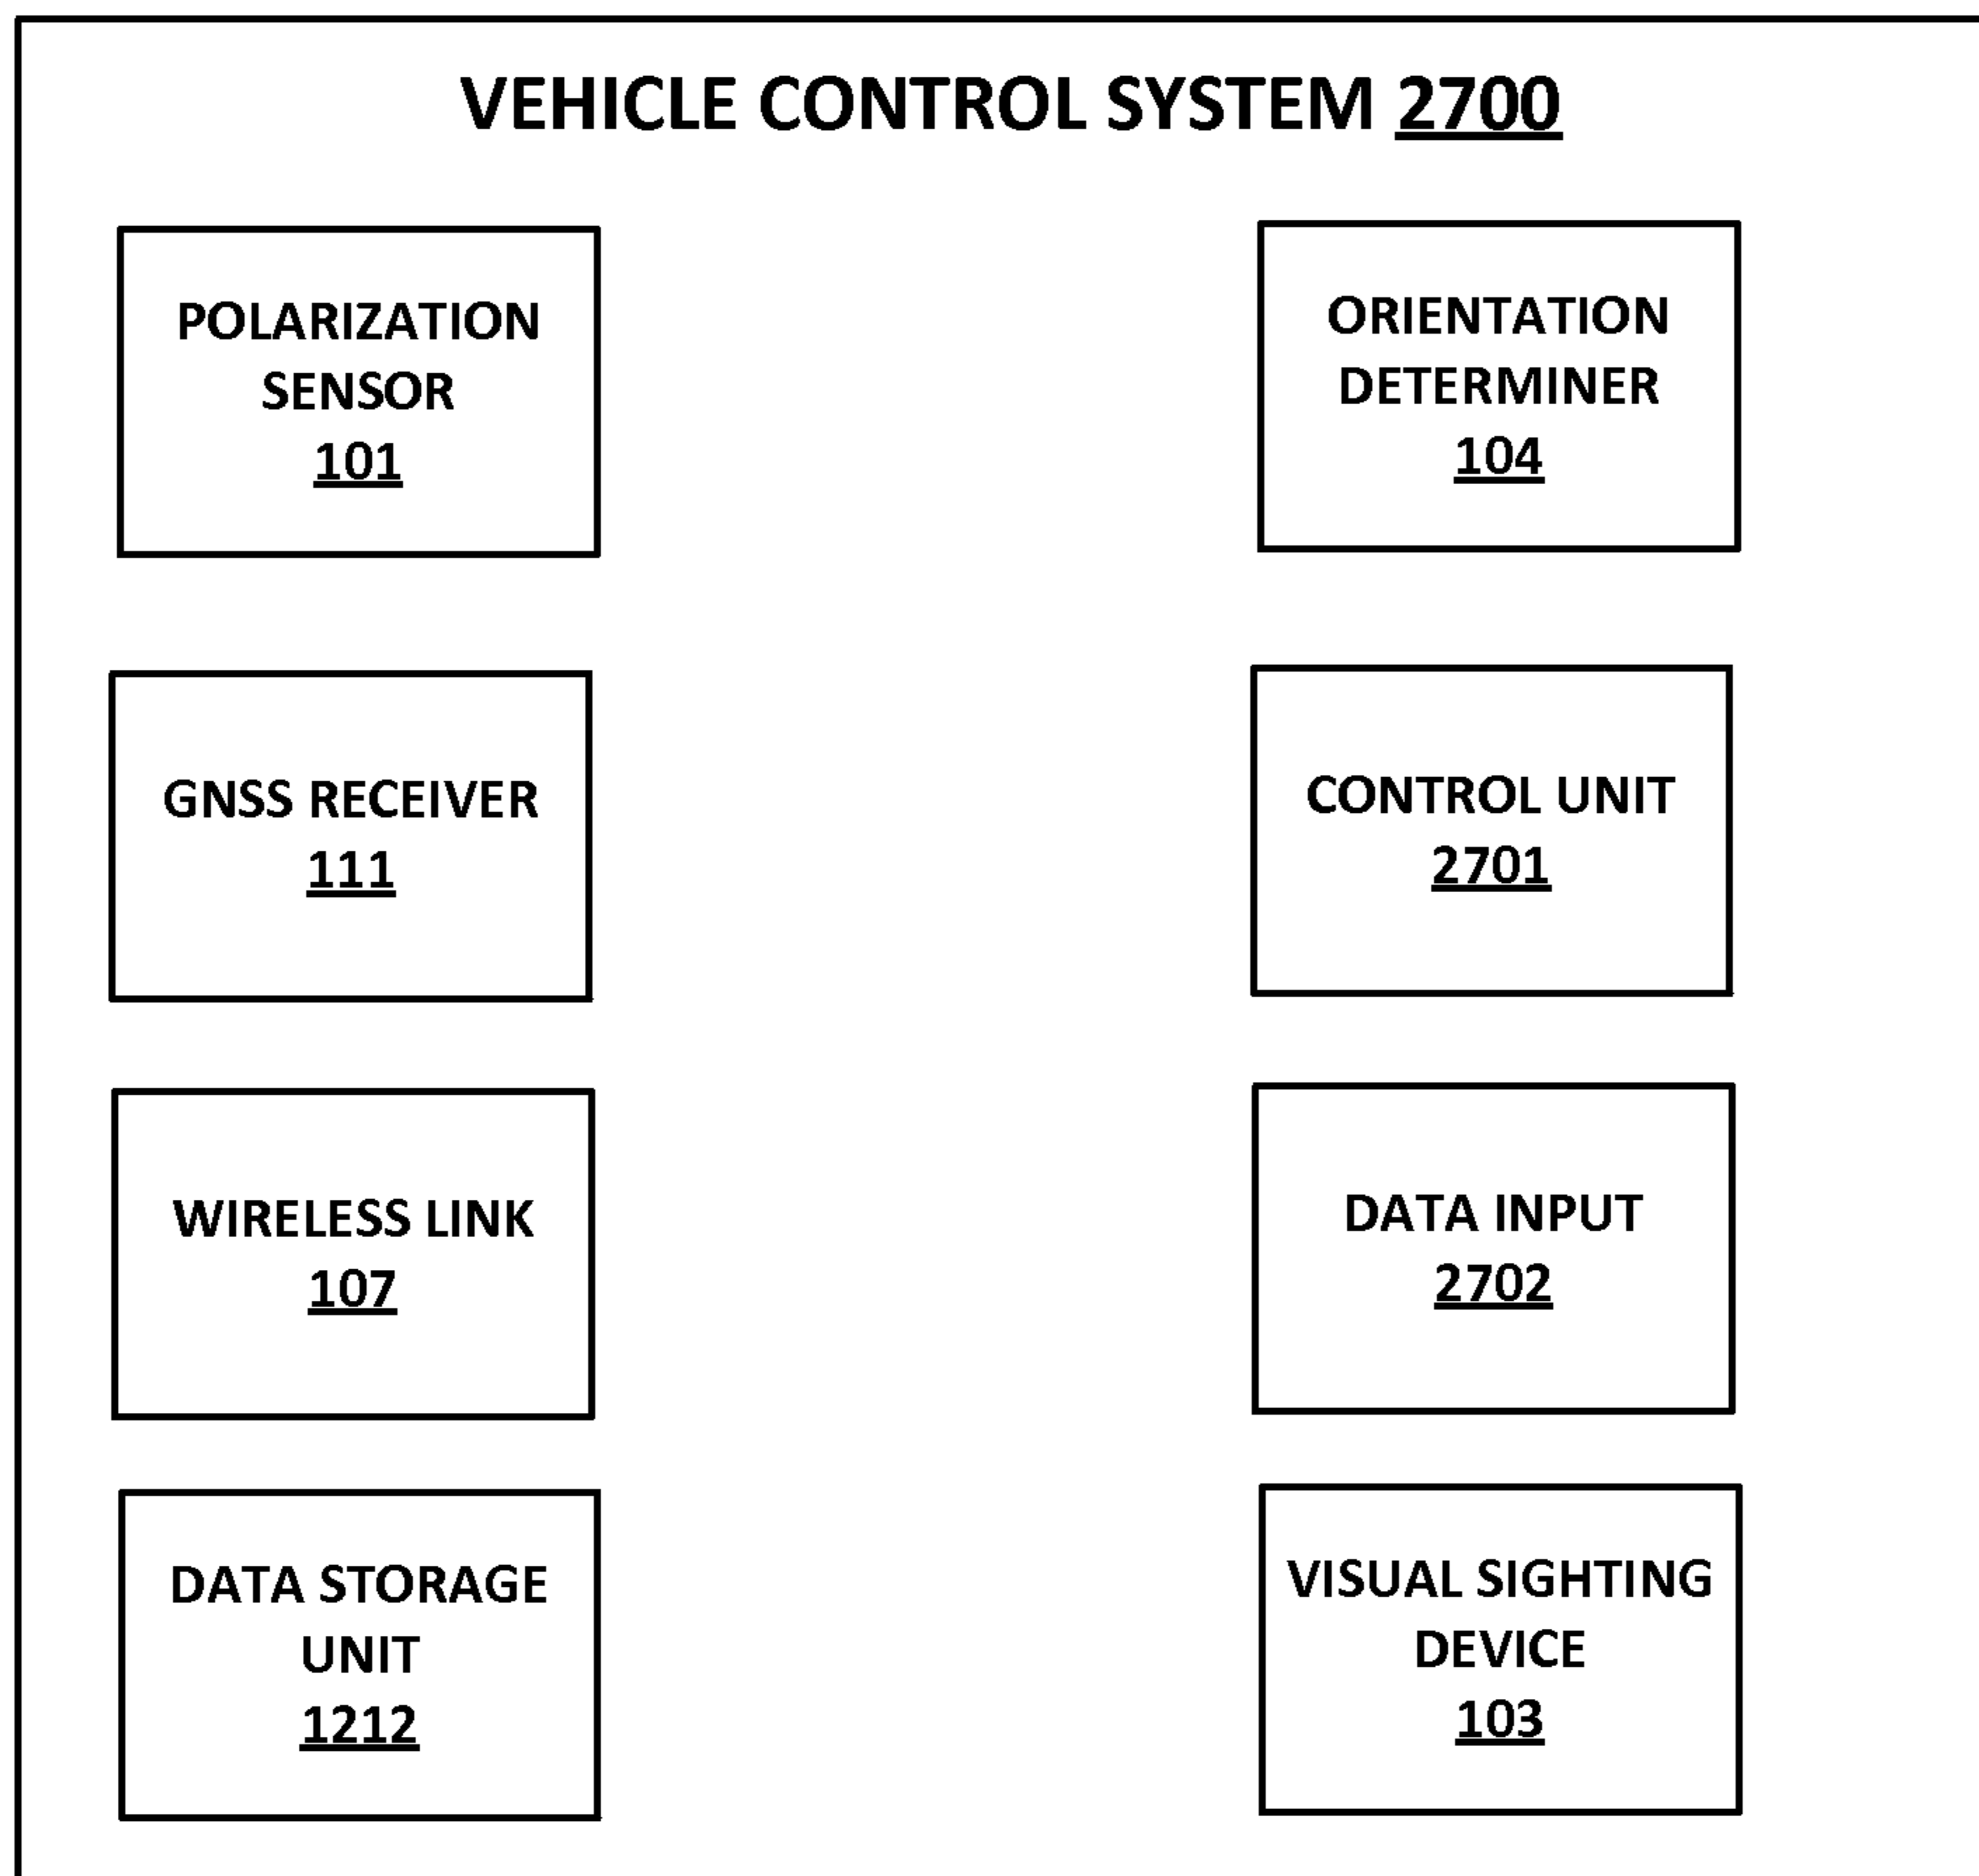 VEHICLE CONTROL SYSTEM 2700
POLARIZATION
SENSOR
101
ORIENTATION
DETERMINER
104
GNSS RECEIVER
111
CONTROL UNIT
2701
WIRELESS LINK
107
DATA INPUT
2702
DATA STORAGE
UNIT
1212
VISUAL SIGHTING
DEVICE
103